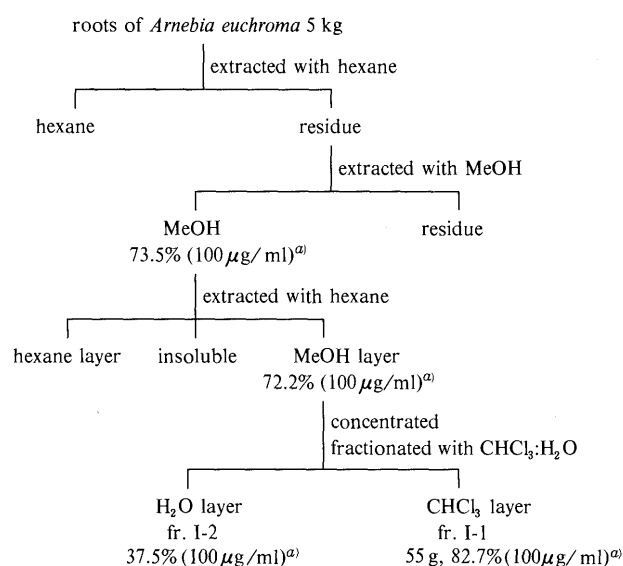 roots of Arnebia euchroma 5 kg
extracted with hexane
hexane
residue
extracted with MeOH
MeOH
73.5% (100 μg/ ml)a)
residue
extracted with hexane
hexane layer
insoluble
MeOH layer
72.2% (100 μg/ml)a)
concentrated
fractionated with CHCl3:H2O
H2O layer
fr. I-2
37.5% (100 μg/ml)a)
CHCl3 layer
fr. I-1
55 g, 82.7% (100 μg/ ml)a)